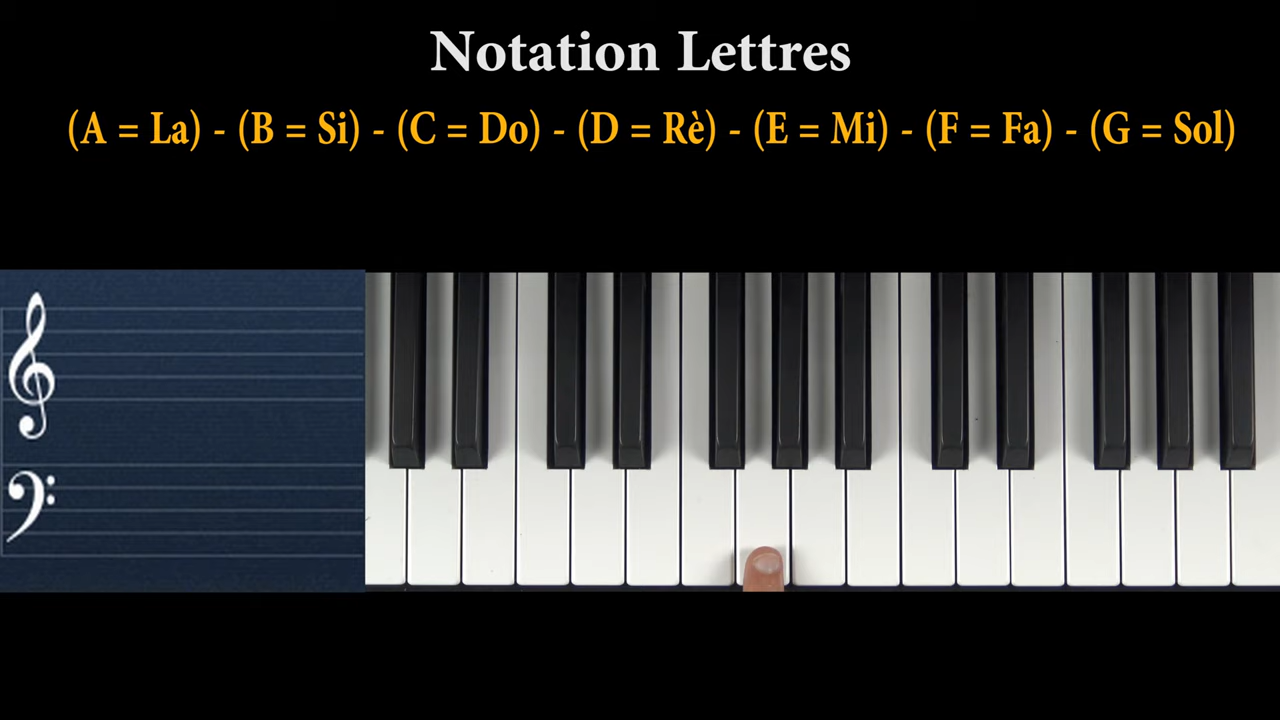 Notation Lettres
(A = La) - (B = Si) - (C = Do) - (D = Rè) - (E = Mi) - (F = Fa) - (G = Sol)